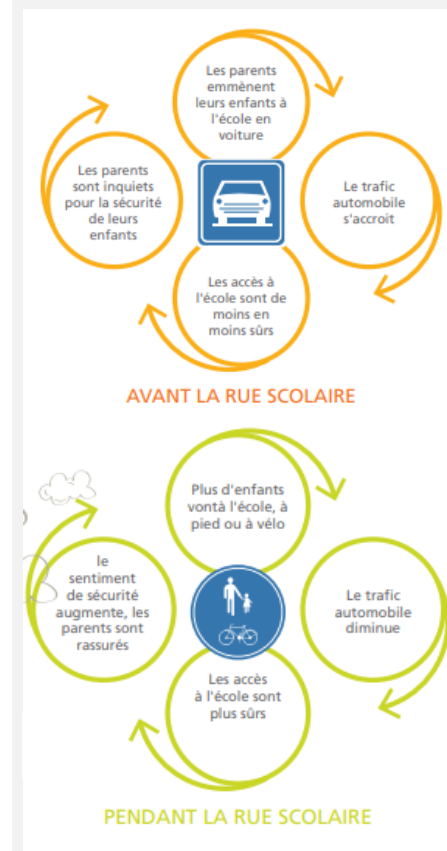 Les parents
emmènent
leurs enfants à
l'école en
voiture
Le trafic
automobile
s'accroit
Les accès à
l'école sont de
moins en
moins sûrs
Les parents
sont inquiets
pour la sécurité
de leurs
enfants
AVANT LA RUE SCOLAIRE
Plus d'enfants
vontà l'école, à
pied ou à vélo
Le trafic
automobile
diminue
Les accès
à l'école sont
plus sûrs
le
sentiment
de sécurité
augmente, les
parents sont
rassurés
PENDANT LA RUE SCOLAIRE